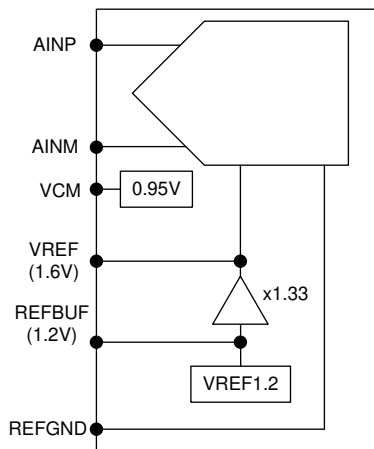 AINP
AINM
VCM
0.95V
VREF
(1.6V)
x1.33
REFBUF
(1.2V)
VREF1.2
REFGND